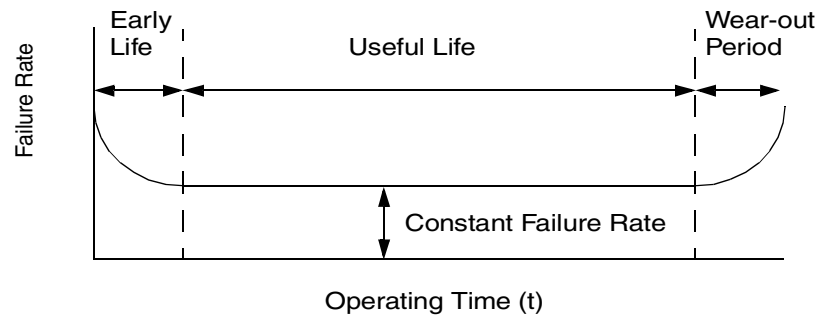 Early
Life
Useful Life
Wear-out
Period
Failure Rate
Constant Failure Rate
Operating Time (t)